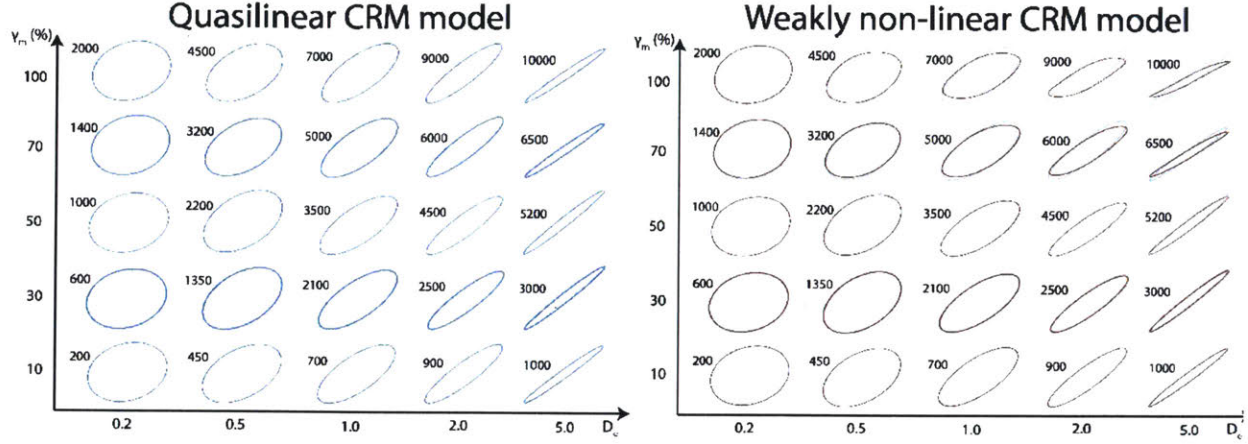 Quasilinear CRM model
γm (%)
100 2000 4500 7000 9000 10000
70 1400 3200 5000 6000 6500
50 1000 2200 3500 4500 5200
30 600 1350 2100 2500 3000
10 200 450 700 900 1000
0.2 0.5 1.0 2.0 5.0 De
Weakly non-linear CRM model
γm (%)
100 2000 4500 7000 9000 10000
70 1400 3200 5000 6000 6500
50 1000 2200 3500 4500 5200
30 600 1350 2100 2500 3000
10 200 450 700 900 1000
0.2 0.5 1.0 2.0 5.0 De